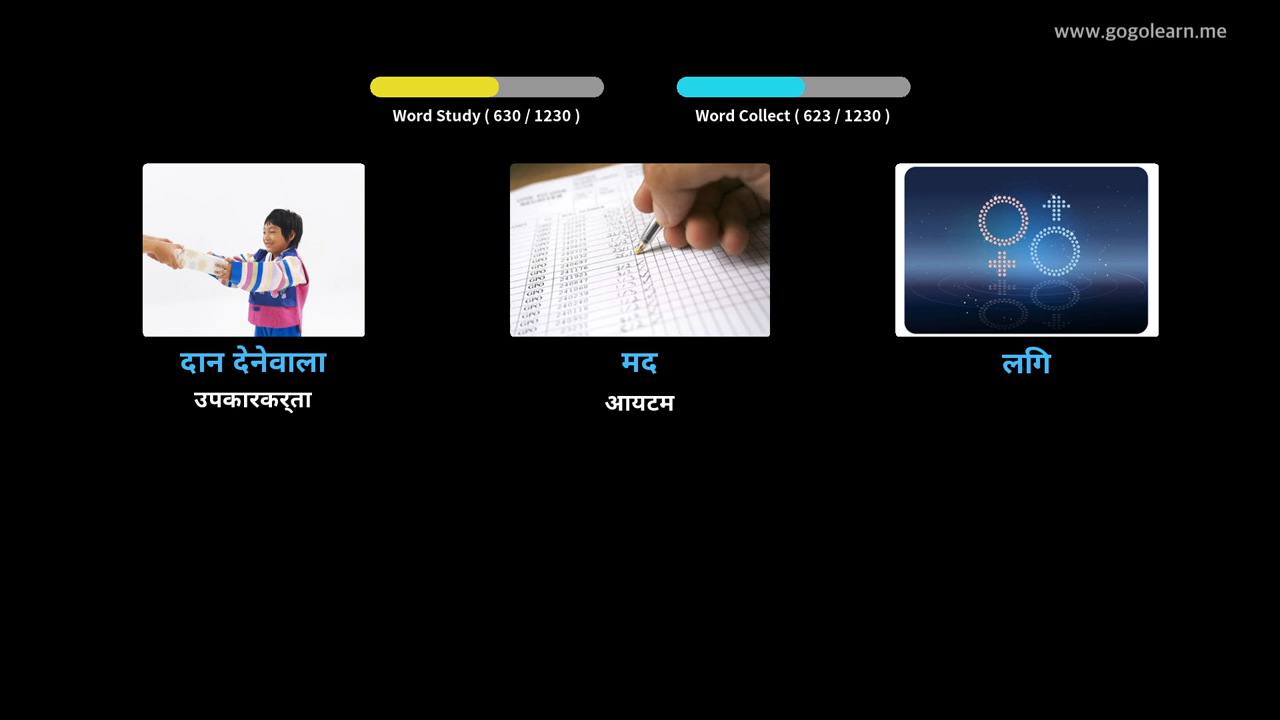 www.gogolearn.me
Word Study ( 630 / 1230 )
Word Collect ( 623 / 1230 )
दान देनेवाला
मद
लगि
उपकारकर्‌ता
आयटम